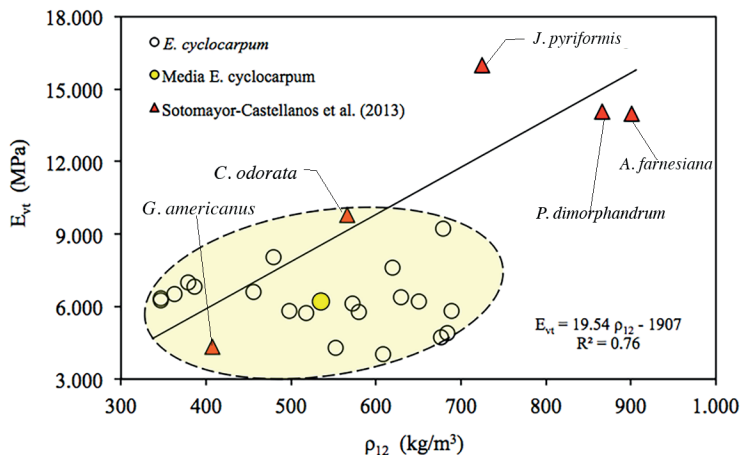 18.000
15.000
12.000
9.000
6.000
3.000
E_vt (MPa)
E. cyclocarpum
Media E. cyclocarpum
Sotomayor-Castellanos et al. (2013)
J. pyriformis
C. odorata
A. farnesiana
G. americanus
P. dimorphandrum
E_vt = 19.54 ρ_12 - 1907
R² = 0.76
300 400 500 600 700 800 900 1.000
ρ_12 (kg/m³)